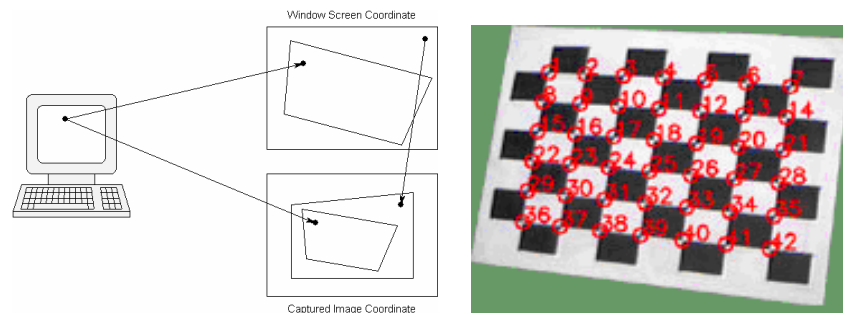 Window Screen Coordinate
Captured Image Coordinate
1 2 3 4 5 6 7
8 9 10 11 12 13 14
15 16 17 18 19 20 21
22 23 24 25 26 27 28
29 30 31 32 33 34 35
36 37 38 39 40 41 42